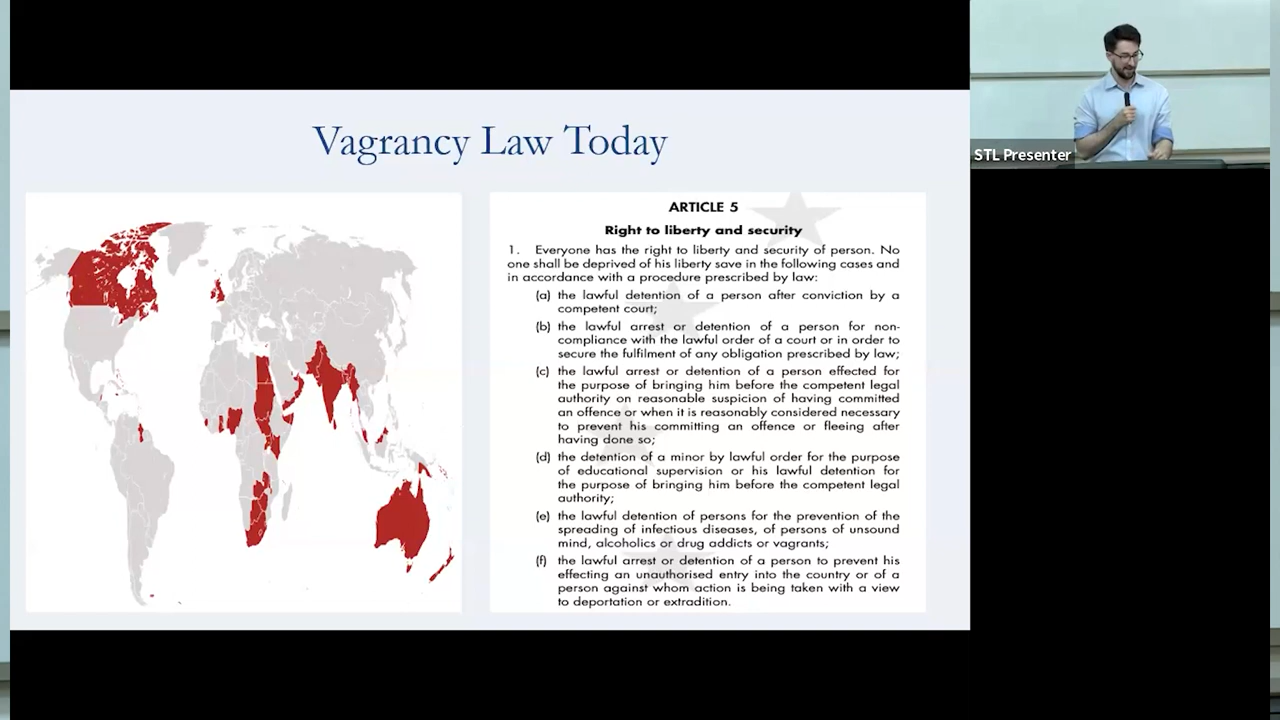 Vagrancy Law Today
ARTICLE 5
Right to liberty and security
1. Everyone has the right to liberty and security of person. No
one shall be deprived of his liberty save in the following cases and
in accordance with a procedure prescribed by law:
(a) the lawful detention of a person after conviction by a
competent court;
(b) the lawful arrest or detention of a person for non-
compliance with the lawful order of a court or in order to
secure the fulfilment of any obligation prescribed by law;
(c) the lawful arrest or detention of a person effected for
the purpose of bringing him before the competent legal
authority on reasonable suspicion of having committed
an offence or when it is reasonably considered necessary
to prevent his committing an offence or fleeing after
having done so;
(d) the detention of a minor by lawful order for the purpose
of educational supervision or his lawful detention for
the purpose of bringing him before the competent legal
authority;
(e) the lawful detention of persons for the prevention of the
spreading of infectious diseases, of persons of unsound
mind, alcoholics or drug addicts or vagrants;
(f) the lawful arrest or detention of a person to prevent his
effecting an unauthorised entry into the country or of a
person against whom action is being taken with a view
to deportation or extradition.
STL Presenter